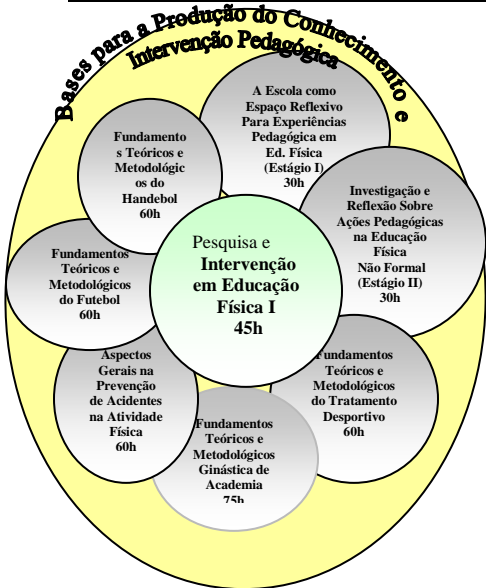 Bases para a Produção do Conhecimento e
Intervenção Pedagógica
A Escola como
Espaço Reflexivo
Para Experiências
Pedagógica em
Ed. Física
(Estágio I)
30h
Fundamento
s Teóricos e
Metodológic
os do
Handebol
60h
Investigação e
Reflexão Sobre
Ações Pedagógicas
na Educação
Física
Não Formal
(Estágio II)
30h
Pesquisa e
Intervenção
em Educação
Física I
45h
Fundamentos
Teóricos e
Metodológicos
do Futebol
60h
Aspectos
Gerais na
Prevenção
de Acidentes
na Atividade
Física
60h
Fundamentos
Teóricos e
Metodológicos
do Tratamento
Desportivo
60h
Fundamentos
Teóricos e
Metodológicos
Ginástica de
Academia
75h